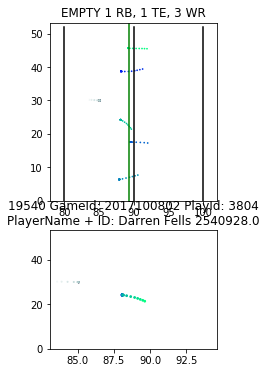 EMPTY 1 RB, 1 TE, 3 WR
50
40
30
20
10
0
80 85 90 95 100
19540 GameId: 2017100802 PlayId: 3804
PlayerName + ID: Darren Fells 2540928.0
40
20
0
85.0 87.5 90.0 92.5